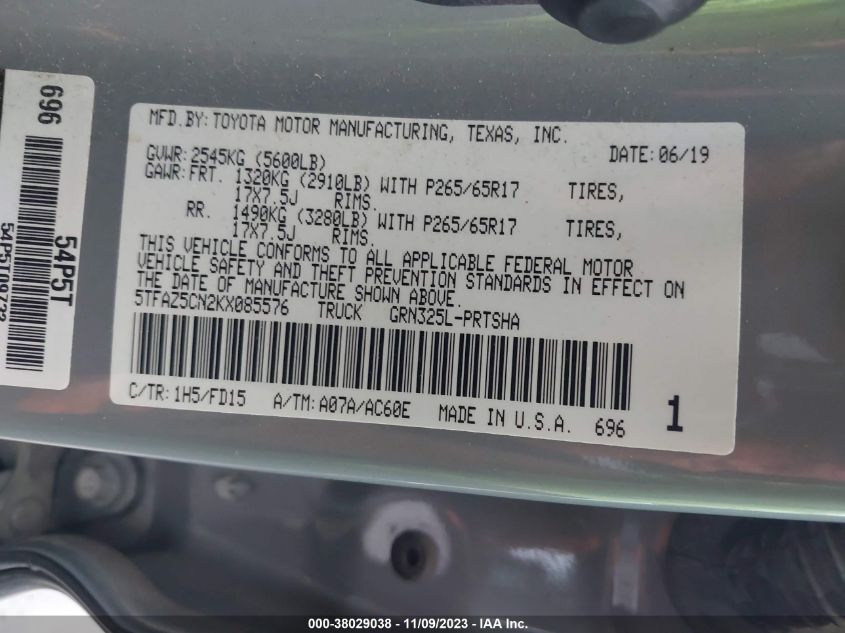 MFD.BY:TOYOTA MOTOR MANUFACTURING, TEXAS, INC.
DATE:06/19
GVWR:2545KG (5600LB)
GAWR:FRT. 1320KG (2910LB) WITH P265/65R17 TIRES,
17X7.5J RIMS.
RR. 1490KG (3280LB) WITH P265/65R17 TIRES,
17X7.5J RIMS.
THIS VEHICLE CONFORMS TO ALL APPLICABLE FEDERAL MOTOR
VEHICLE SAFETY AND THEFT PREVENTION STANDARDS IN EFFECT ON
THE DATE OF MANUFACTURE SHOWN ABOVE.
5TFAZ5CN2KX085576 TRUCK GRN325L-PRTSHA
C/TR:1H5/FD15 A/TM:A07A/AC60E MADE IN U.S.A. 696 1
696
54P5T
000-38029038 - 11/09/2023 - IAA Inc.